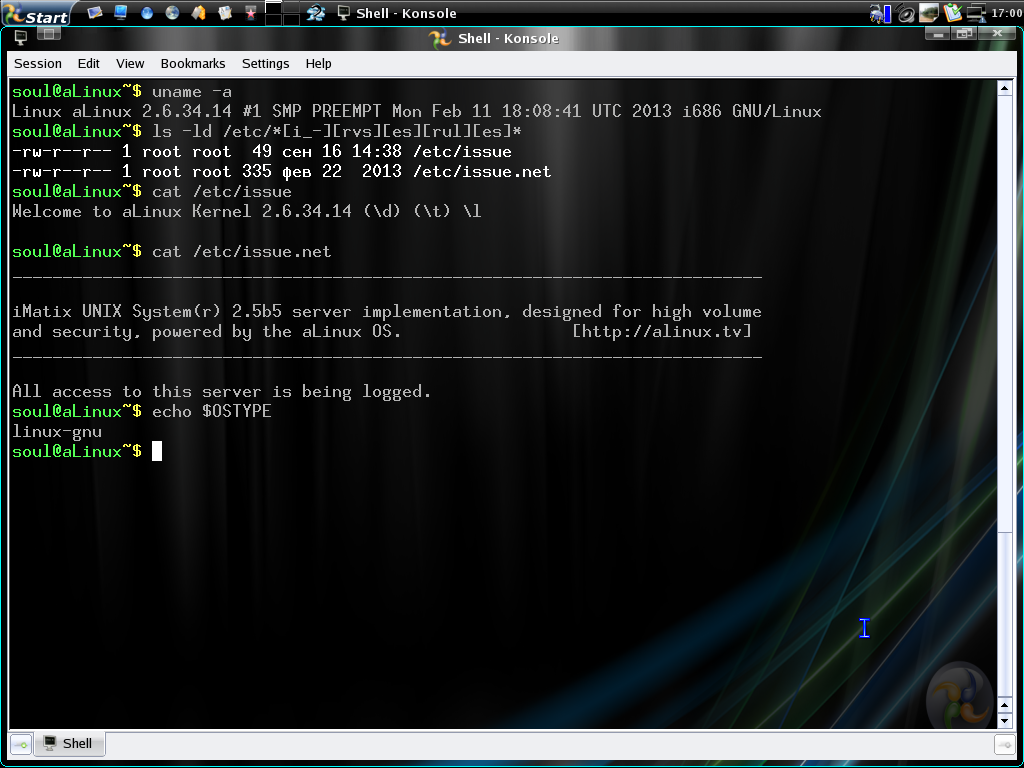 Start
Shell - Konsole
17:00
Shell - Konsole
Session Edit View Bookmarks Settings Help
soul@aLinux~$ uname -a
Linux aLinux 2.6.34.14 #1 SMP PREEMPT Mon Feb 11 18:08:41 UTC 2013 i686 GNU/Linux
soul@aLinux~$ ls -ld /etc/*[i_-][rvs][es][rul][es]*
-rw-r--r-- 1 root root  49 сен 16 14:38 /etc/issue
-rw-r--r-- 1 root root 335 фев 22  2013 /etc/issue.net
soul@aLinux~$ cat /etc/issue
Welcome to aLinux Kernel 2.6.34.14 (\d) (\t) \l
soul@aLinux~$ cat /etc/issue.net
---------------------------------------------------------------------------
iMatix UNIX System(r) 2.5b5 server implementation, designed for high volume
and security, powered by the aLinux OS.                 [http://alinux.tv]
---------------------------------------------------------------------------
All access to this server is being logged.
soul@aLinux~$ echo $OSTYPE
linux-gnu
soul@aLinux~$
Shell